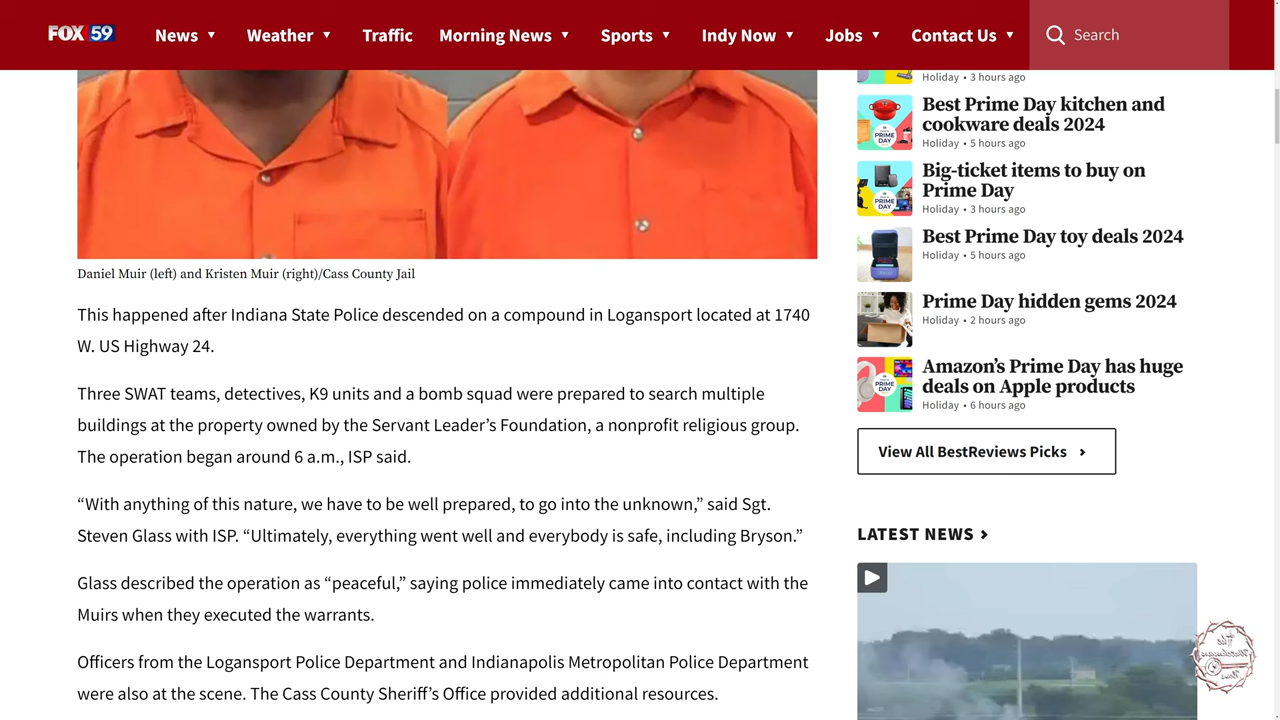 FOX 59
News ▼ Weather ▼ Traffic Morning News ▼ Sports ▼ Indy Now ▼ Jobs ▼ Contact Us ▼ Search
Daniel Muir (left) and Kristen Muir (right)/Cass County Jail
This happened after Indiana State Police descended on a compound in Logansport located at 1740
W. US Highway 24.
Three SWAT teams, detectives, K9 units and a bomb squad were prepared to search multiple
buildings at the property owned by the Servant Leader’s Foundation, a nonprofit religious group.
The operation began around 6 a.m., ISP said.
“With anything of this nature, we have to be well prepared, to go into the unknown,” said Sgt.
Steven Glass with ISP. “Ultimately, everything went well and everybody is safe, including Bryson.”
Glass described the operation as “peaceful,” saying police immediately came into contact with the
Muirs when they executed the warrants.
Officers from the Logansport Police Department and Indianapolis Metropolitan Police Department
were also at the scene. The Cass County Sheriff’s Office provided additional resources.
Holiday • 3 hours ago
Best Prime Day kitchen and
cookware deals 2024
Holiday • 5 hours ago
Big-ticket items to buy on
Prime Day
Holiday • 3 hours ago
Best Prime Day toy deals 2024
Holiday • 5 hours ago
Prime Day hidden gems 2024
Holiday • 2 hours ago
Amazon’s Prime Day has huge
deals on Apple products
Holiday • 6 hours ago
View All BestReviews Picks ›
LATEST NEWS ›